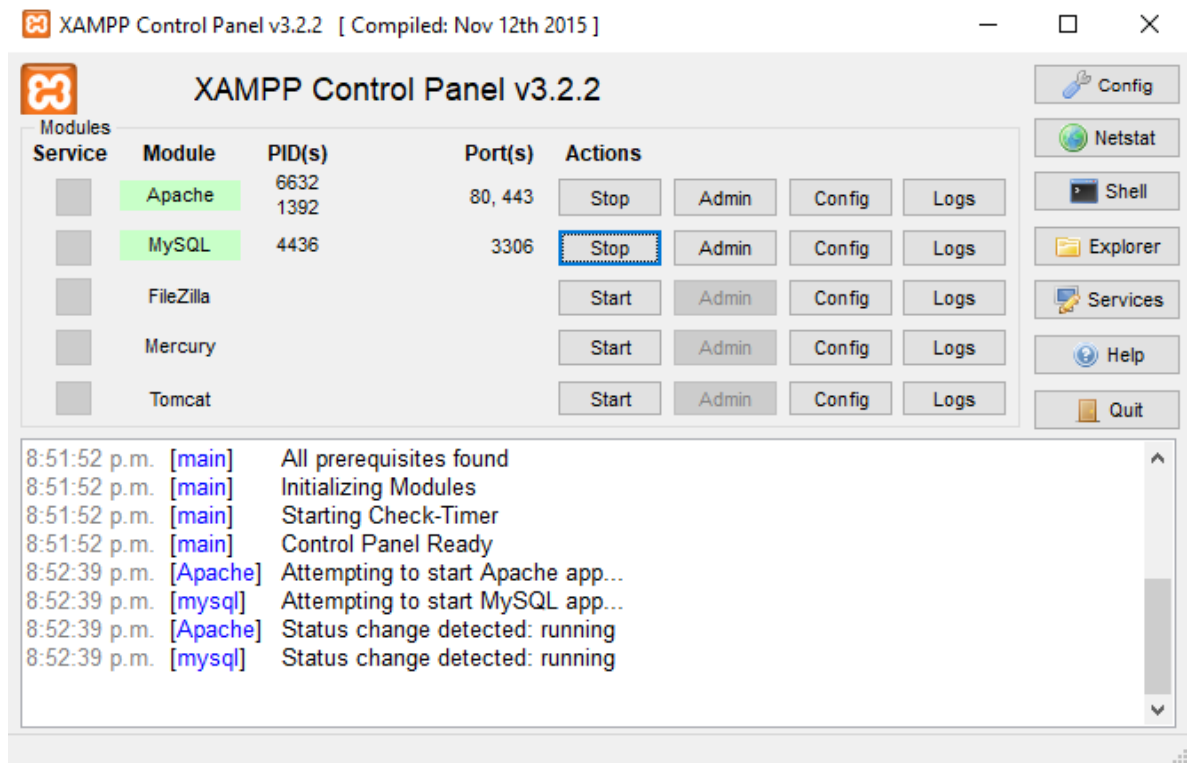 XAMPP Control Panel v3.2.2 [ Compiled: Nov 12th 2015 ]
XAMPP Control Panel v3.2.2
Config
Modules
Netstat
Service Module PID(s) Port(s) Actions
Apache 6632 1392 80, 443 Stop Admin Config Logs
Shell
MySQL 4436 3306 Stop Admin Config Logs
Explorer
FileZilla Start Admin Config Logs
Services
Mercury Start Admin Config Logs
Help
Tomcat Start Admin Config Logs
Quit
8:51:52 p.m. [main] All prerequisites found
8:51:52 p.m. [main] Initializing Modules
8:51:52 p.m. [main] Starting Check-Timer
8:51:52 p.m. [main] Control Panel Ready
8:52:39 p.m. [Apache] Attempting to start Apache app...
8:52:39 p.m. [mysql] Attempting to start MySQL app...
8:52:39 p.m. [Apache] Status change detected: running
8:52:39 p.m. [mysql] Status change detected: running